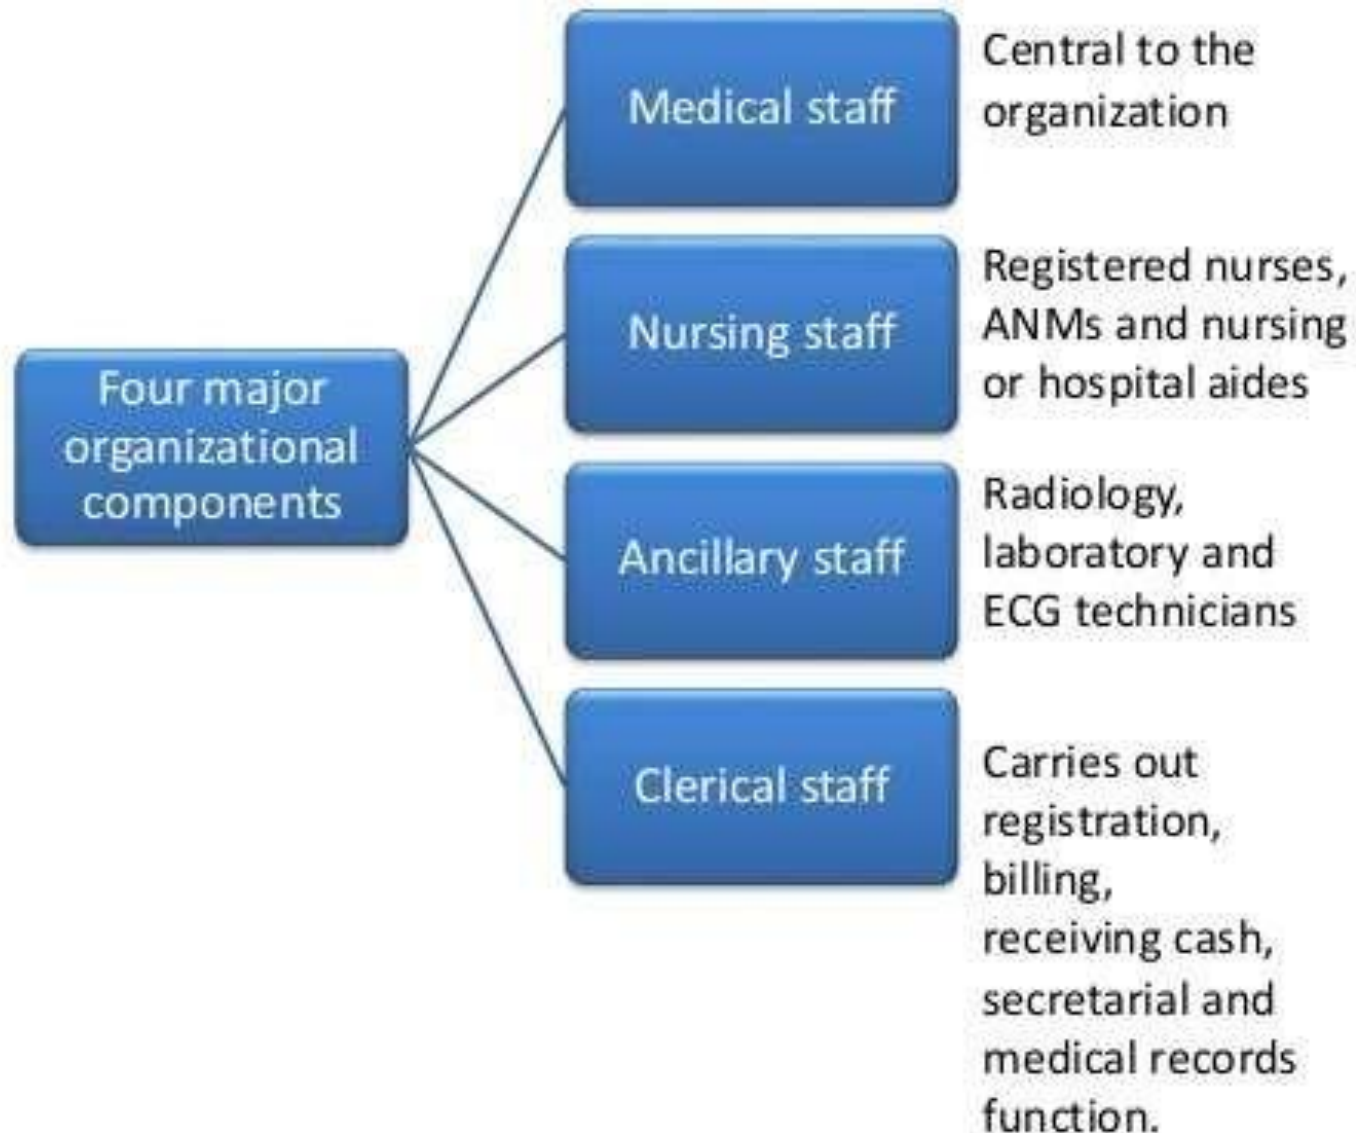 Four major
organizational
components
Medical staff
Central to the
organization
Nursing staff
Registered nurses,
ANMs and nursing
or hospital aides
Ancillary staff
Radiology,
laboratory and
ECG technicians
Clerical staff
Carries out
registration,
billing,
receiving cash,
secretarial and
medical records
function.